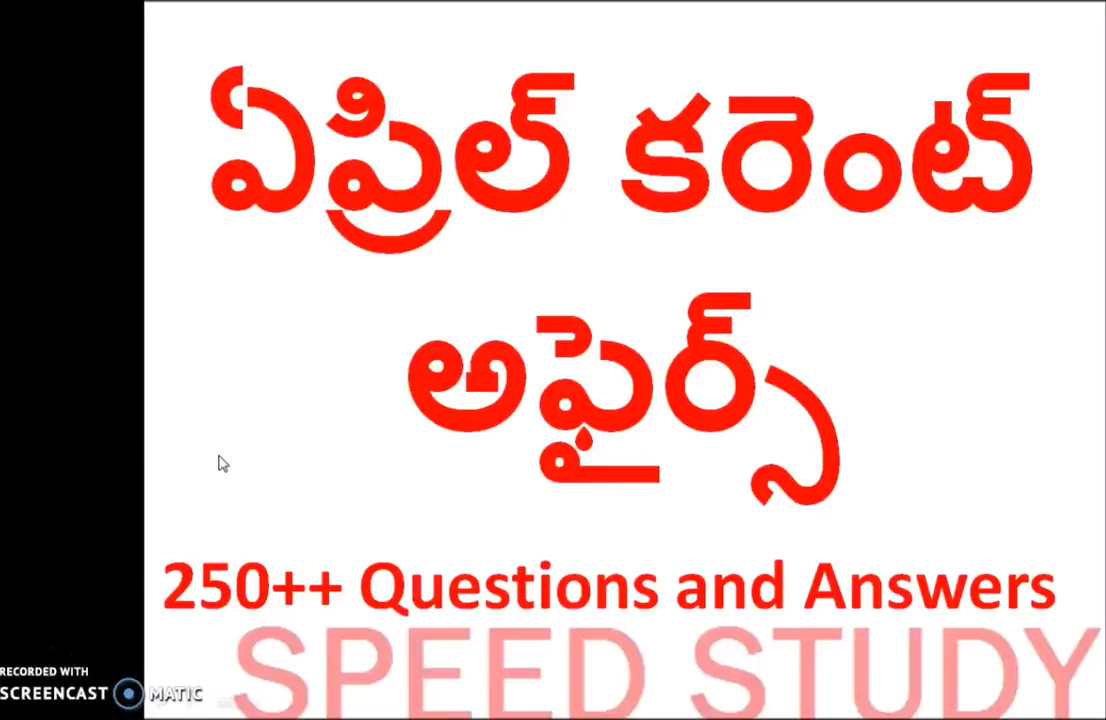 ఏప్రిల్ కరెంట్
అఫైర్స్
250++ Questions and Answers
SPEED STUDY
RECORDED WITH
SCREENCAST MATIC